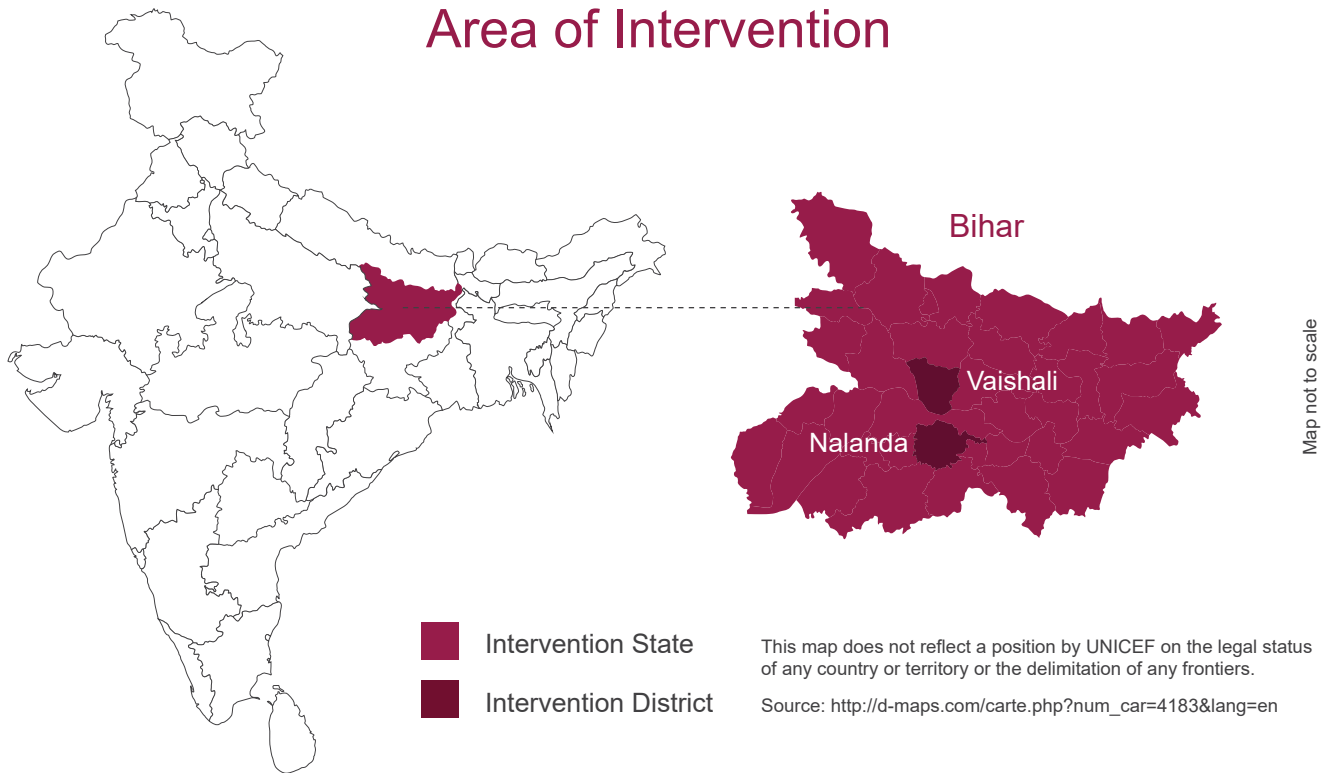 Area of Intervention
Bihar
Vaishali
Nalanda
Map not to scale
Intervention State
Intervention District
This map does not reflect a position by UNICEF on the legal status
of any country or territory or the delimitation of any frontiers.
Source: http://d-maps.com/carte.php?num_car=4183&lang=en